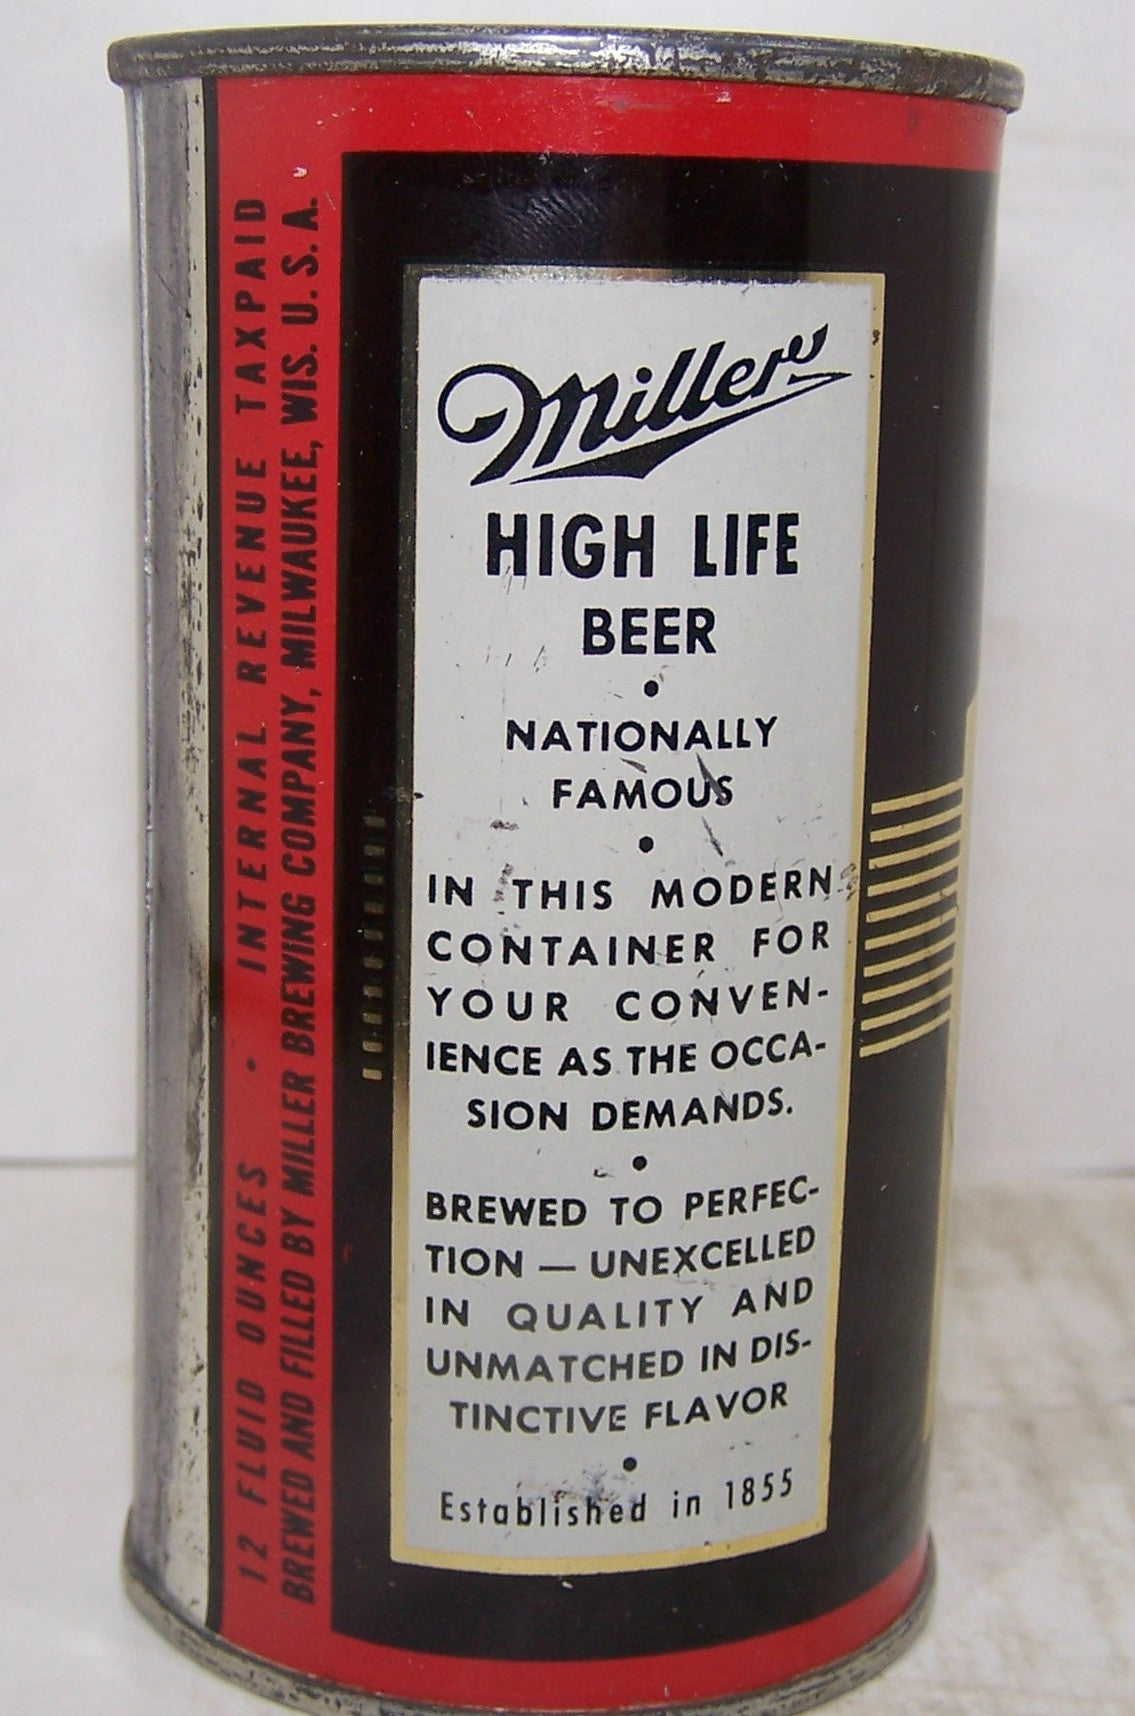 12 FLUID OUNCES • INTERNAL REVENUE TAXPAID
BREWED AND FILLED BY MILLER BREWING COMPANY, MILWAUKEE, WIS. U.S.A.
Miller
HIGH LIFE
BEER
•
NATIONALLY
FAMOUS
•
IN THIS MODERN
CONTAINER FOR
YOUR CONVEN-
IENCE AS THE OCCA-
SION DEMANDS.
•
BREWED TO PERFEC-
TION — UNEXCELLED
IN QUALITY AND
UNMATCHED IN DIS-
TINCTIVE FLAVOR
•
Established in 1855